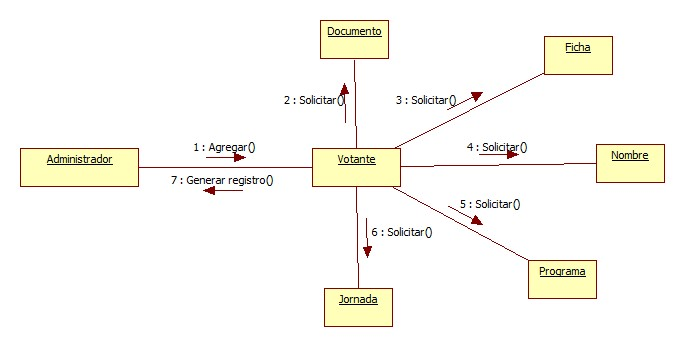 Documento
Ficha
2 : Solicitar()
3 : Solicitar()
1 : Agregar()
4 : Solicitar()
Administrador
Votante
Nombre
7 : Generar registro()
5 : Solicitar()
6 : Solicitar()
Programa
Jornada